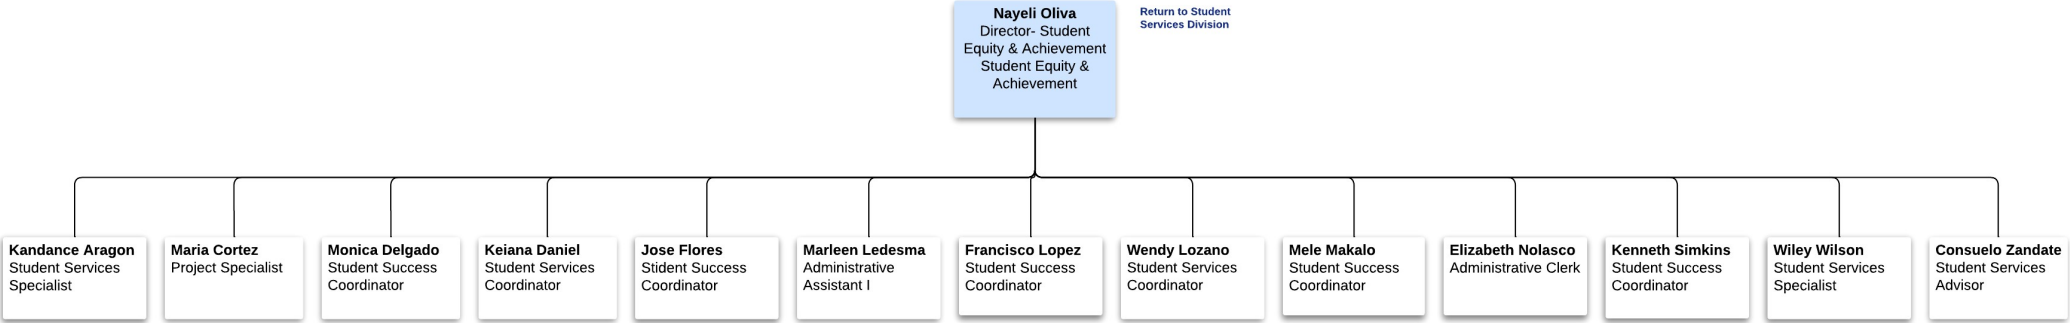 Nayeli Oliva
Director- Student
Equity & Achievement
Student Equity &
Achievement
Return to Student
Services Division
Kandance Aragon
Student Services
Specialist
Maria Cortez
Project Specialist
Monica Delgado
Student Success
Coordinator
Keiana Daniel
Student Services
Coordinator
Jose Flores
Stident Success
Coordinator
Marleen Ledesma
Administrative
Assistant I
Francisco Lopez
Student Success
Coordinator
Wendy Lozano
Student Services
Coordinator
Mele Makalo
Student Success
Coordinator
Elizabeth Nolasco
Administrative Clerk
Kenneth Simkins
Student Success
Coordinator
Wiley Wilson
Student Services
Specialist
Consuelo Zandate
Student Services
Advisor